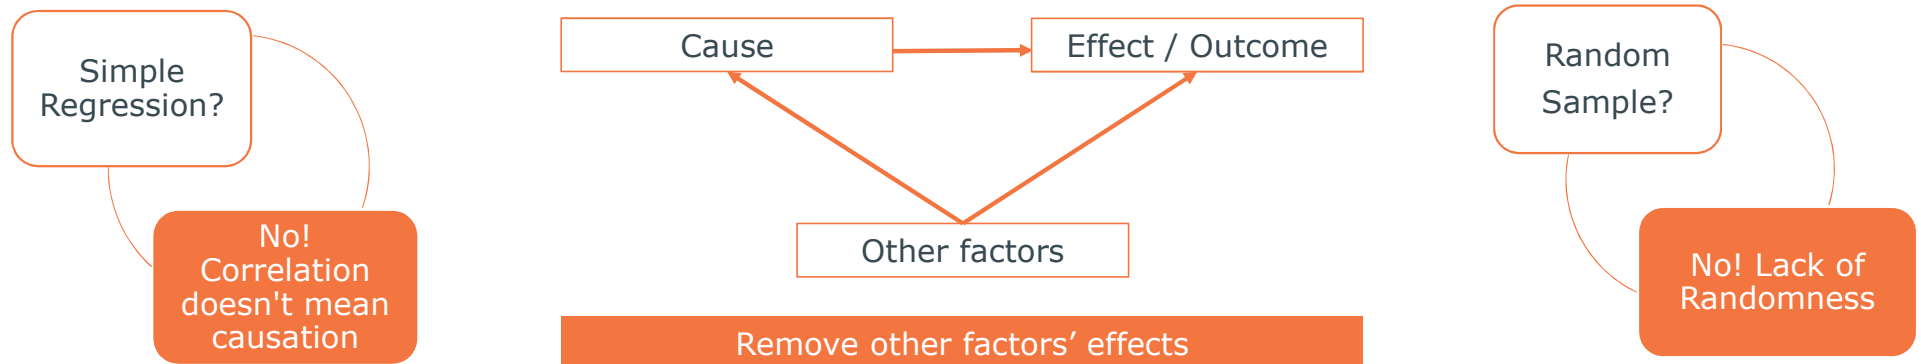 Simple
Regression?
No!
Correlation
doesn't mean
causation
Cause
Effect / Outcome
Other factors
Remove other factors’ effects
Random
Sample?
No! Lack of
Randomness